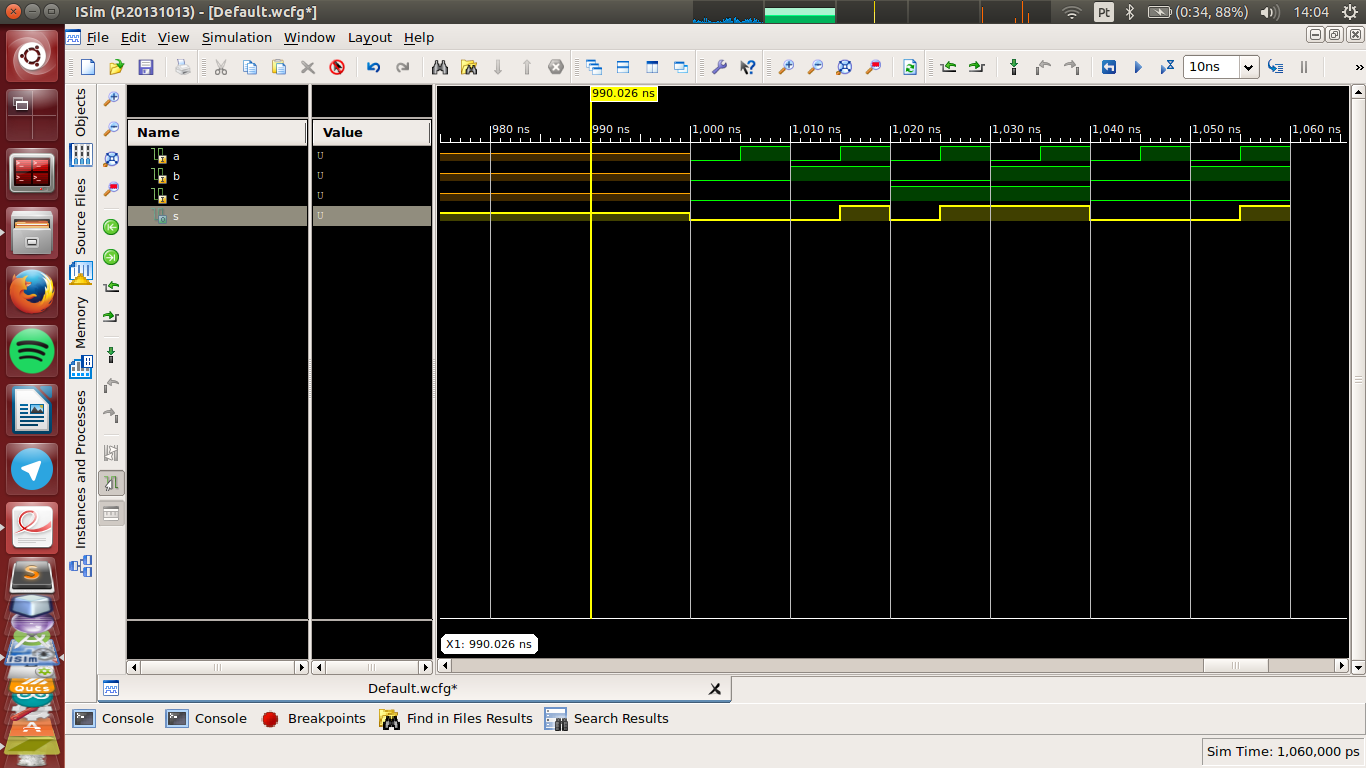 ISim (P.20131013) - [Default.wcfg*]
Pt
(0:34, 88%)
14:04
File Edit View Simulation Window Layout Help
10ns
»
Objects
Source Files
Memory
Instances and Processes
Name
Value
a
U
b
U
c
U
s
U
990.026 ns
980 ns
990 ns
1,000 ns
1,010 ns
1,020 ns
1,030 ns
1,040 ns
1,050 ns
1,060 ns
X1: 990.026 ns
Default.wcfg*
Console
Console
Breakpoints
Find in Files Results
Search Results
Sim Time: 1,060,000 ps
ISim
Qucs